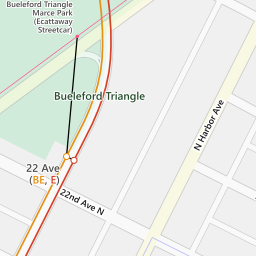 Bueleford Triangle
Marce Park
(Ecattaway
Streetcar)
Bueleford Triangle
N Harbor Ave
22 Ave
(BE, E)
22nd Ave N